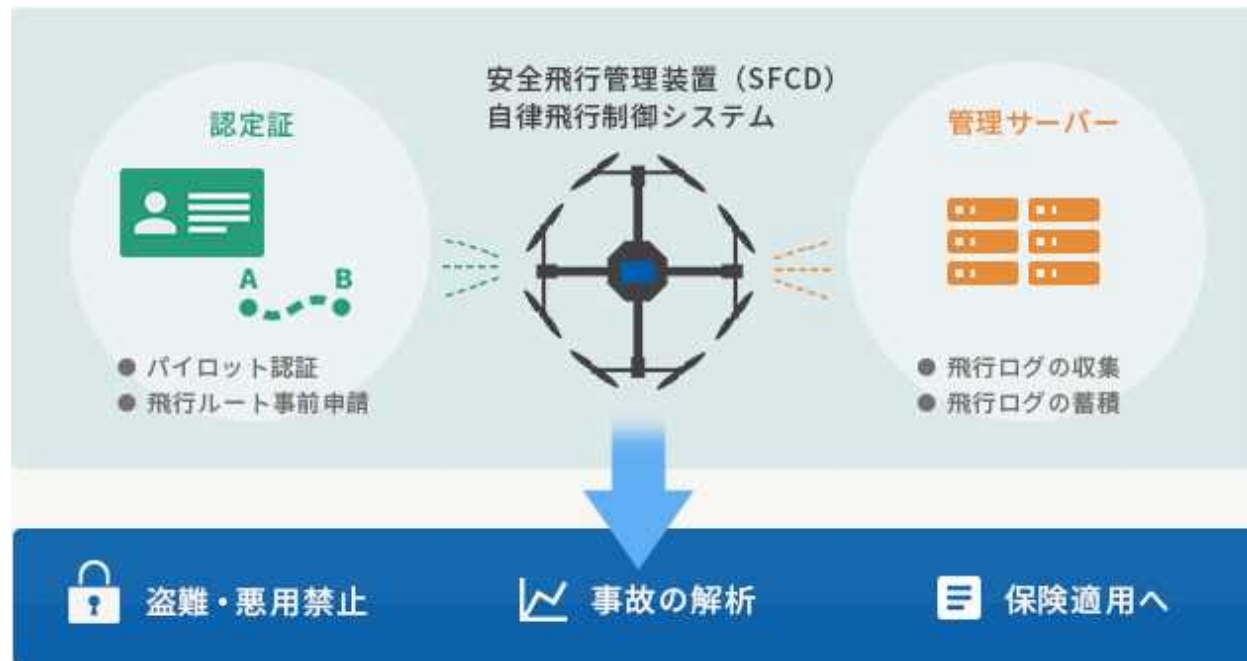 安全飛行管理装置（SFCD）
自律飛行制御システム
認定証
A B
● パイロット認証
● 飛行ルート事前申請
管理サーバー
● 飛行ログの収集
● 飛行ログの蓄積
盗難・悪用禁止
事故の解析
保険適用へ